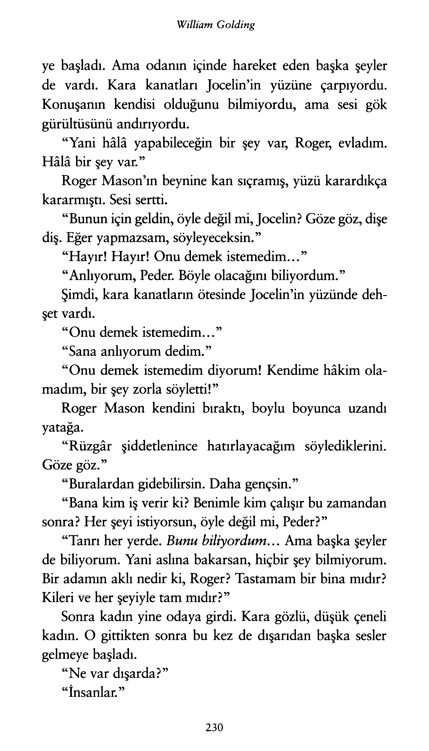 William Golding
ye başladı. Ama odanın içinde hareket eden başka şeyler
de vardı. Kara kanatları Jocelin’in yüzüne çarpıyordu.
Konuşanın kendisi olduğunu bilmiyordu, ama sesi gök
gürültüsünü andırıyordu.
“Yani hâlâ yapabileceğin bir şey var, Roger, evladım.
Hâlâ bir şey var.”
Roger Mason’ın beynine kan sıçramış, yüzü karardıkça
kararmıştı. Sesi sertti.
“Bunun için geldin, öyle değil mi, Jocelin? Göze göz, dişe
diş. Eğer yapmazsam, söyleyeceksin.”
“Hayır! Hayır! Onu demek istemedim…”
“Anlıyorum, Peder. Böyle olacağını biliyordum.”
Şimdi, kara kanatların ötesinde Jocelin’in yüzünde deh-
şet vardı.
“Onu demek istemedim…”
“Sana anlıyorum dedim.”
“Onu demek istemedim diyorum! Kendime hâkim ola-
madım, bir şey zorla söyletti!”
Roger Mason kendini bıraktı, boylu boyunca uzandı
yatağa.
“Rüzgâr şiddetlenince hatırlayacağım söylediklerini.
Göze göz.”
“Buralardan gidebilirsin. Daha gençsin.”
“Bana kim iş verir ki? Benimle kim çalışır bu zamandan
sonra? Her şeyi istiyorsun, öyle değil mi, Peder?”
“Tanrı her yerde. Bunu biliyordum… Ama başka şeyler
de biliyorum. Yani aslına bakarsan, hiçbir şey bilmiyorum.
Bir adamın aklı nedir ki, Roger? Tastamam bir bina mıdır?
Kileri ve her şeyiyle tam mıdır?”
Sonra kadın yine odaya girdi. Kara gözlü, düşük çeneli
kadın. O gittikten sonra bu kez de dışarıdan başka sesler
gelmeye başladı.
“Ne var dışarda?”
“İnsanlar.”
230